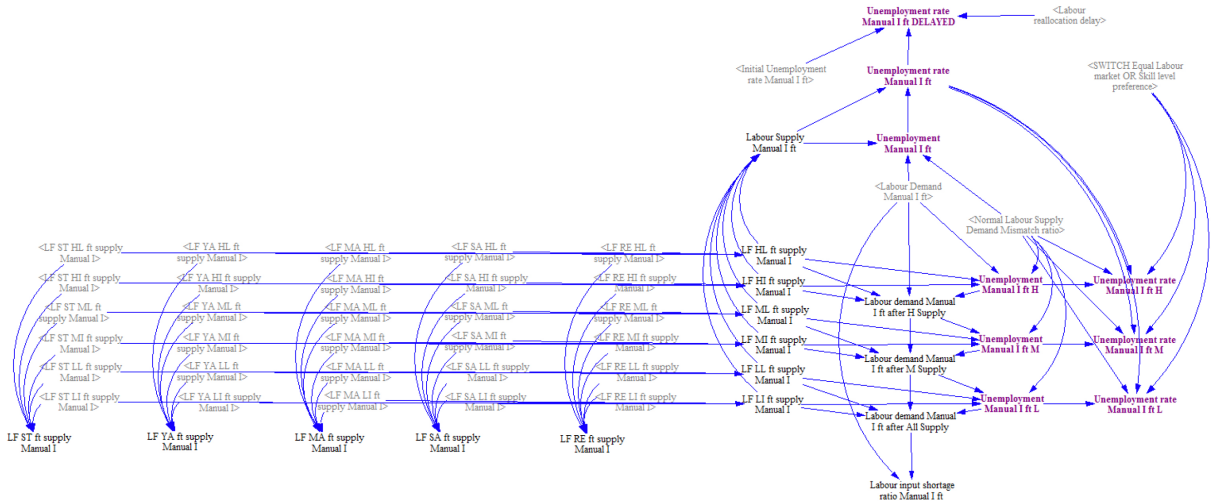 Unemployment rate
Manual I ft DELAYED
<Labour
reallocation delay>
<Initial Unemployment
rate Manual I ft>
Unemployment rate
Manual I ft
<SWITCH Equal Labour
market OR Skill level
preference>
Labour Supply
Manual I ft
Unemployment
Manual I ft
<Labour Demand
Manual I ft>
<Normal Labour Supply
Demand Mismatch ratio>
<LF ST HL ft supply
Manual I>
<LF YA HL ft
supply Manual I>
<LF MA HL ft
supply Manual I>
<LF SA HL ft
supply Manual I>
<LF RE HL ft
supply Manual I>
LF HL ft supply
Manual I
<LF ST HI ft supply
Manual I>
<LF YA HI ft
supply Manual I>
<LF MA HI ft
supply Manual I>
<LF SA HI ft
supply Manual I>
<LF RE HI ft
supply Manual I>
LF HI ft supply
Manual I
Unemployment
Manual I ft H
Unemployment rate
Manual I ft H
Labour demand Manual
I ft after H Supply
<LF ST ML ft
supply Manual I>
<LF YA ML ft
supply Manual I>
<LF MA ML ft
supply Manual I>
<LF SA ML ft
supply Manual I>
<LF RE ML ft
supply Manual I>
LF ML ft supply
Manual I
<LF ST MI ft
supply Manual I>
<LF YA MI ft
supply Manual I>
<LF MA MI ft
supply Manual I>
<LF SA MI ft
supply Manual I>
<LF RE MI ft
supply Manual I>
LF MI ft supply
Manual I
Unemployment
Manual I ft M
Unemployment rate
Manual I ft M
Labour demand Manual
I ft after M Supply
<LF ST LL ft
supply Manual I>
<LF YA LL ft
supply Manual I>
<LF MA LL ft
supply Manual I>
<LF SA LL ft
supply Manual I>
<LF RE LL ft
supply Manual I>
LF LL ft supply
Manual I
<LF ST LI ft
supply Manual I>
<LF YA LI ft
supply Manual I>
<LF MA LI ft
supply Manual I>
<LF SA LI ft
supply Manual I>
<LF RE LI ft
supply Manual I>
LF LI ft supply
Manual I
Unemployment
Manual I ft L
Unemployment rate
Manual I ft L
Labour demand Manual
I ft after All Supply
LF ST ft supply
Manual I
LF YA ft supply
Manual I
LF MA ft supply
Manual I
LF SA ft supply
Manual I
LF RE ft supply
Manual I
Labour input shortage
ratio Manual I ft